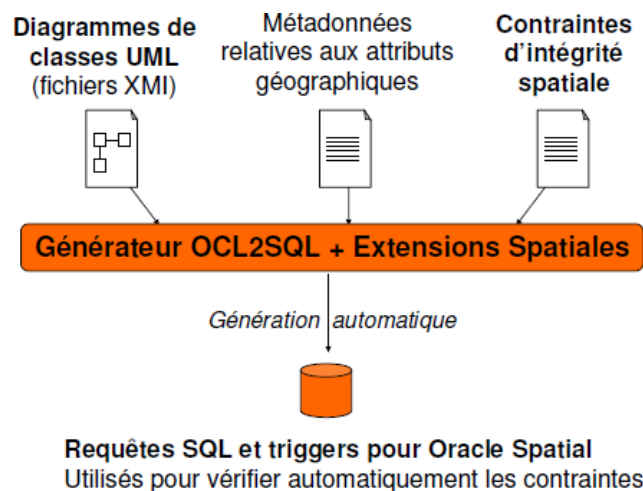 Diagrammes de
classes UML
(fichiers XMI)
Métadonnées
relatives aux attributs
géographiques
Contraintes
d'intégrité
spatiale
Générateur OCL2SQL + Extensions Spatiales
Génération automatique
Requêtes SQL et triggers pour Oracle Spatial
Utilisés pour vérifier automatiquement les contraintes